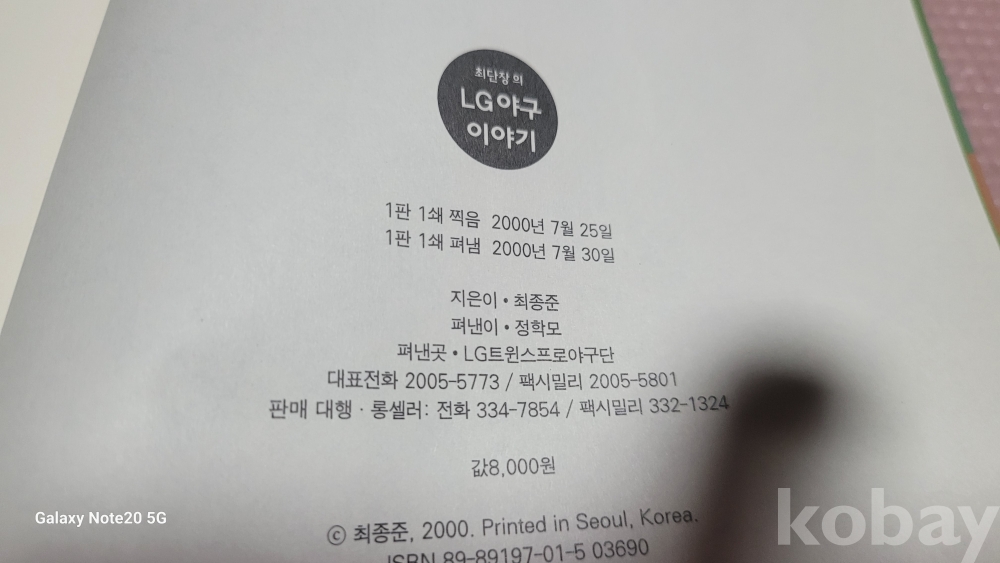 최단장의
LG야구
이야기
1판 1쇄 찍음 2000년 7월 25일
1판 1쇄 펴냄 2000년 7월 30일
지은이 • 최종준
펴낸이 • 정학모
펴낸곳 • LG트윈스프로야구단
대표전화 2005-5773 / 팩시밀리 2005-5801
판매 대행 · 롱셀러: 전화 334-7854 / 팩시밀리 332-1324
값8,000원
ⓒ 최종준, 2000. Printed in Seoul, Korea.
ISBN 89-89197-01-5 03690
Galaxy Note20 5G
kobay